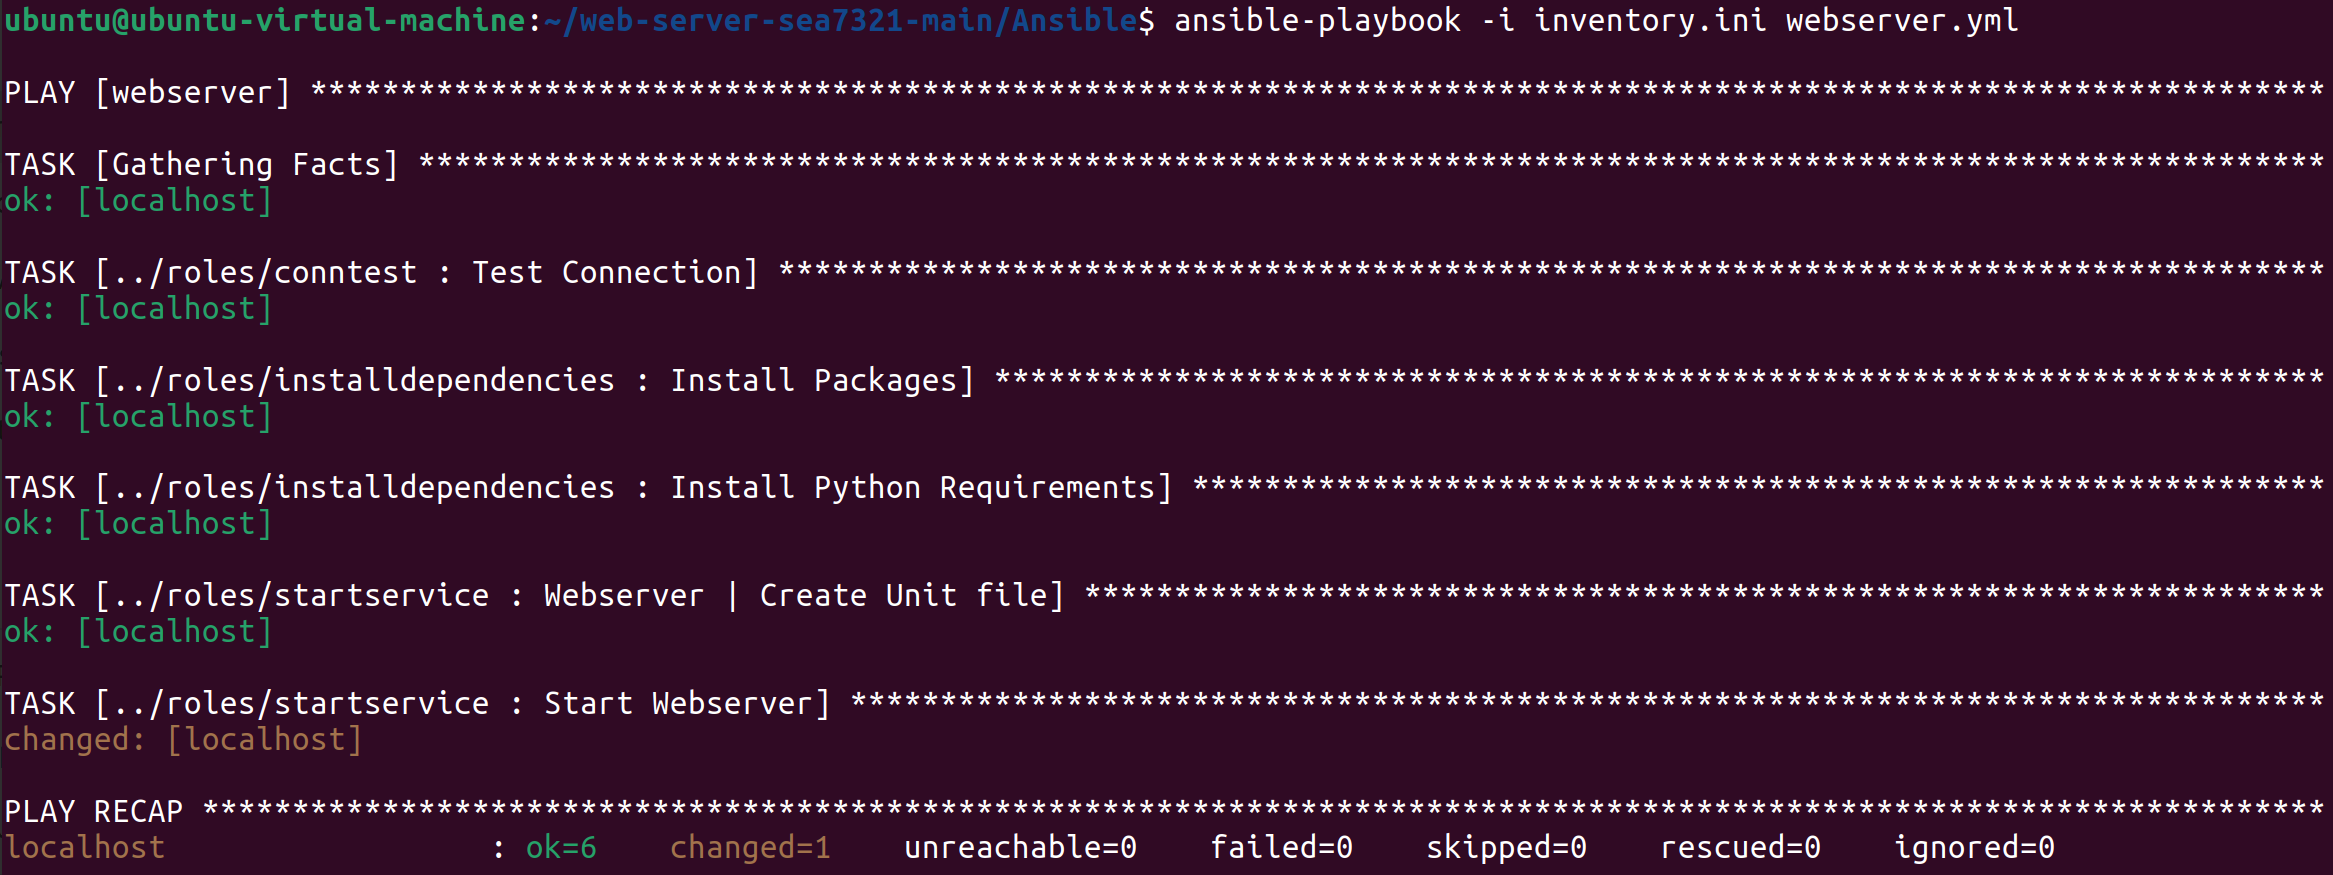 ubuntu@ubuntu-virtual-machine:~/web-server-sea7321-main/Ansible$ ansible-playbook -i inventory.ini webserver.yml
PLAY [webserver] ****************************************************************************************************************
TASK [Gathering Facts] **********************************************************************************************************
ok: [localhost]
TASK [../roles/conntest : Test Connection] **************************************************************************************
ok: [localhost]
TASK [../roles/installdependencies : Install Packages] **************************************************************************
ok: [localhost]
TASK [../roles/installdependencies : Install Python Requirements] ***************************************************************
ok: [localhost]
TASK [../roles/startservice : Webserver | Create Unit file] *********************************************************************
ok: [localhost]
TASK [../roles/startservice : Start Webserver] **********************************************************************************
changed: [localhost]
PLAY RECAP **********************************************************************************************************************
localhost                  : ok=6    changed=1    unreachable=0    failed=0    skipped=0    rescued=0    ignored=0